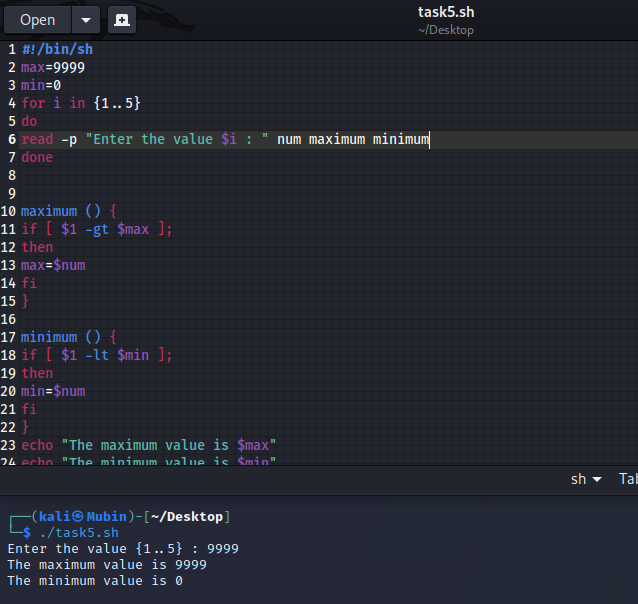 Open
task5.sh
~/Desktop
1 #!/bin/sh
2 max=9999
3 min=0
4 for i in {1..5}
5 do
6 read -p "Enter the value $i : " num maximum minimum
7 done
8
9
10 maximum () {
11 if [ $1 -gt $max ];
12 then
13 max=$num
14 fi
15 }
16
17 minimum () {
18 if [ $1 -lt $min ];
19 then
20 min=$num
21 fi
22 }
23 echo "The maximum value is $max"
24 echo "The minimum value is $min"
sh Tab
┌──(kali㉿Mubin)-[~/Desktop]
└─$ ./task5.sh
Enter the value {1..5} : 9999
The maximum value is 9999
The minimum value is 0